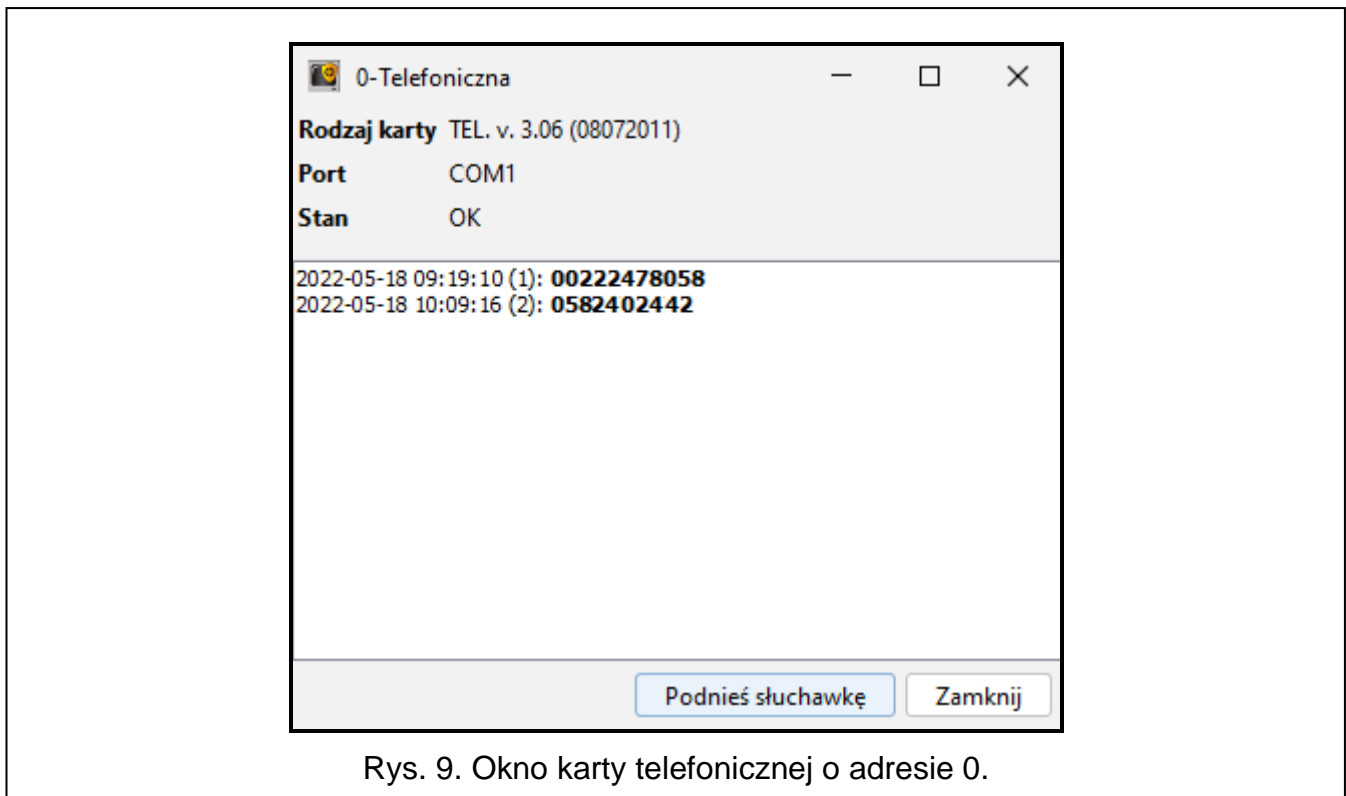 0-Telefoniczna
Rodzaj karty TEL. v. 3.06 (08072011)
Port COM1
Stan OK
2022-05-18 09:19:10 (1): 00222478058
2022-05-18 10:09:16 (2): 0582402442
Podnieś słuchawkę Zamknij
Rys. 9. Okno karty telefonicznej o adresie 0.